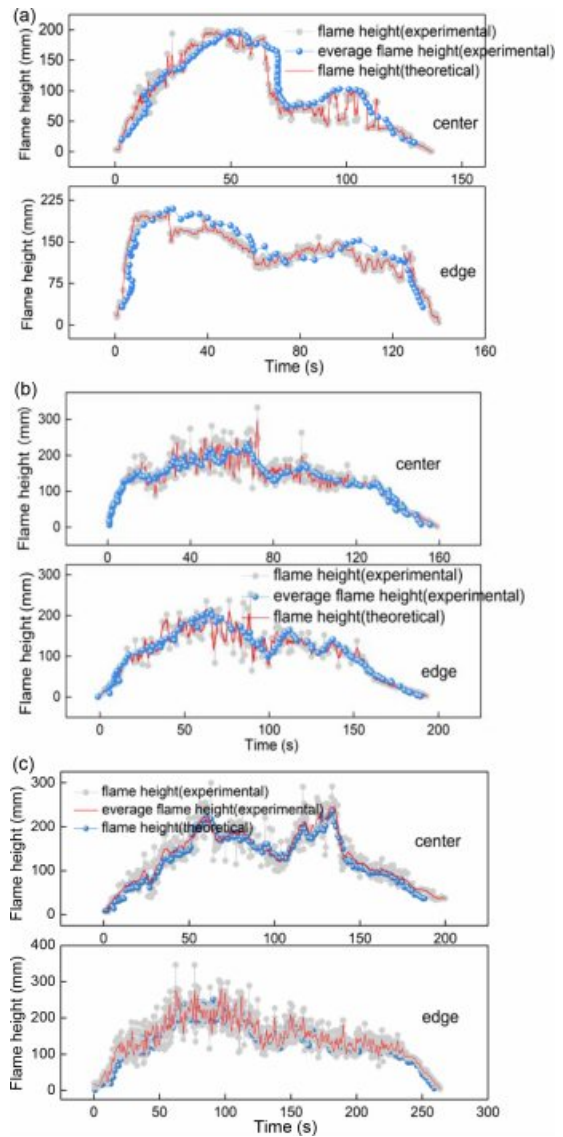 (a)
200
150
100
50
0
Flame height (mm)
flame height(experimental)
everage flame height(experimental)
flame height(theoretical)
center
0 50 100 150
225
150
75
0
Flame height (mm)
edge
0 40 80 120 160
Time (s)
(b)
300
200
100
0
Flame height (mm)
center
0 40 80 120 160
300
200
100
0
Flame height (mm)
flame height(experimental)
everage flame height(experimental)
flame height(theoretical)
edge
0 50 100 150 200
Time (s)
(c)
300
200
100
0
Flame height (mm)
flame height(experimental)
everage flame height(experimental)
flame height(theoretical)
center
0 50 100 150 200
400
300
200
100
0
Flame height (mm)
edge
0 50 100 150 200 250 300
Time (s)